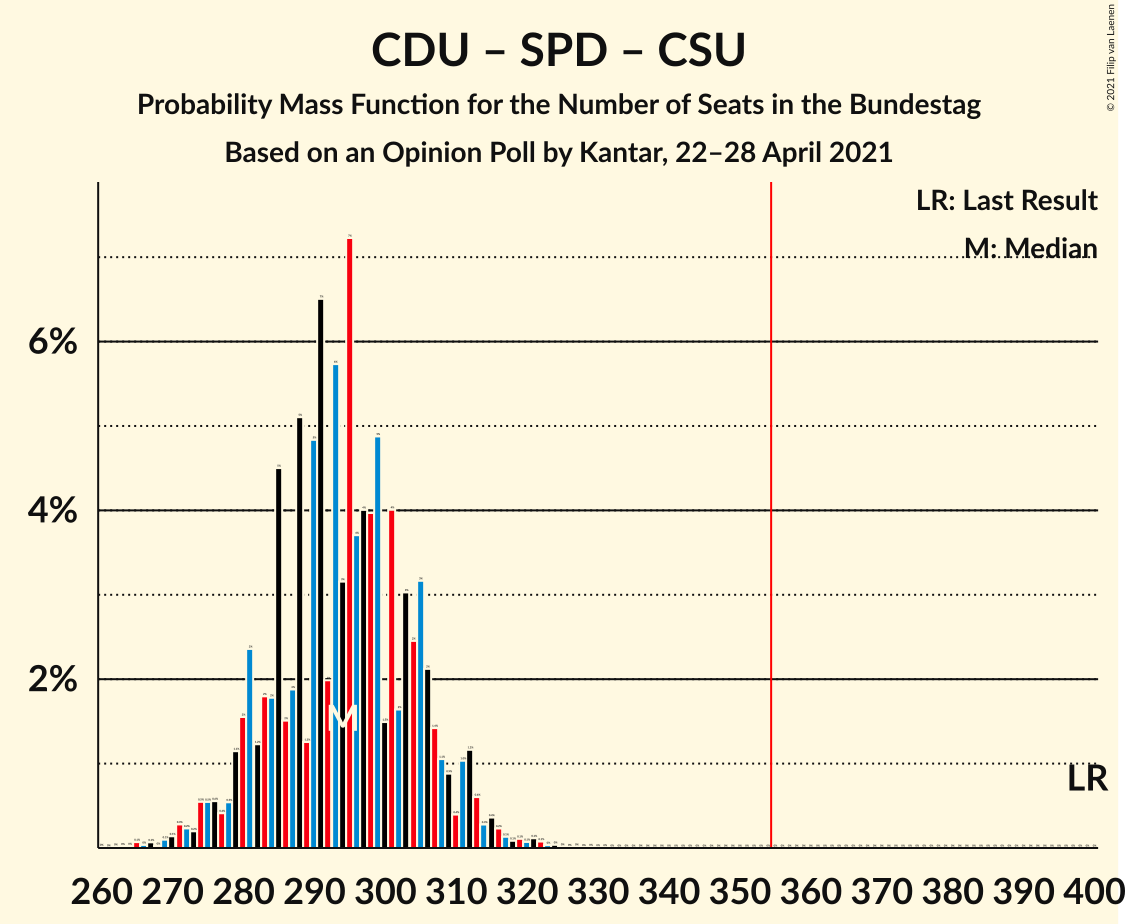 CDU – SPD – CSU
Probability Mass Function for the Number of Seats in the Bundestag
Based on an Opinion Poll by Kantar, 22–28 April 2021
© 2021 Filip van Laenen
LR: Last Result
M: Median
6%
4%
2%
M
LR
260 270 280 290 300 310 320 330 340 350 360 370 380 390 400